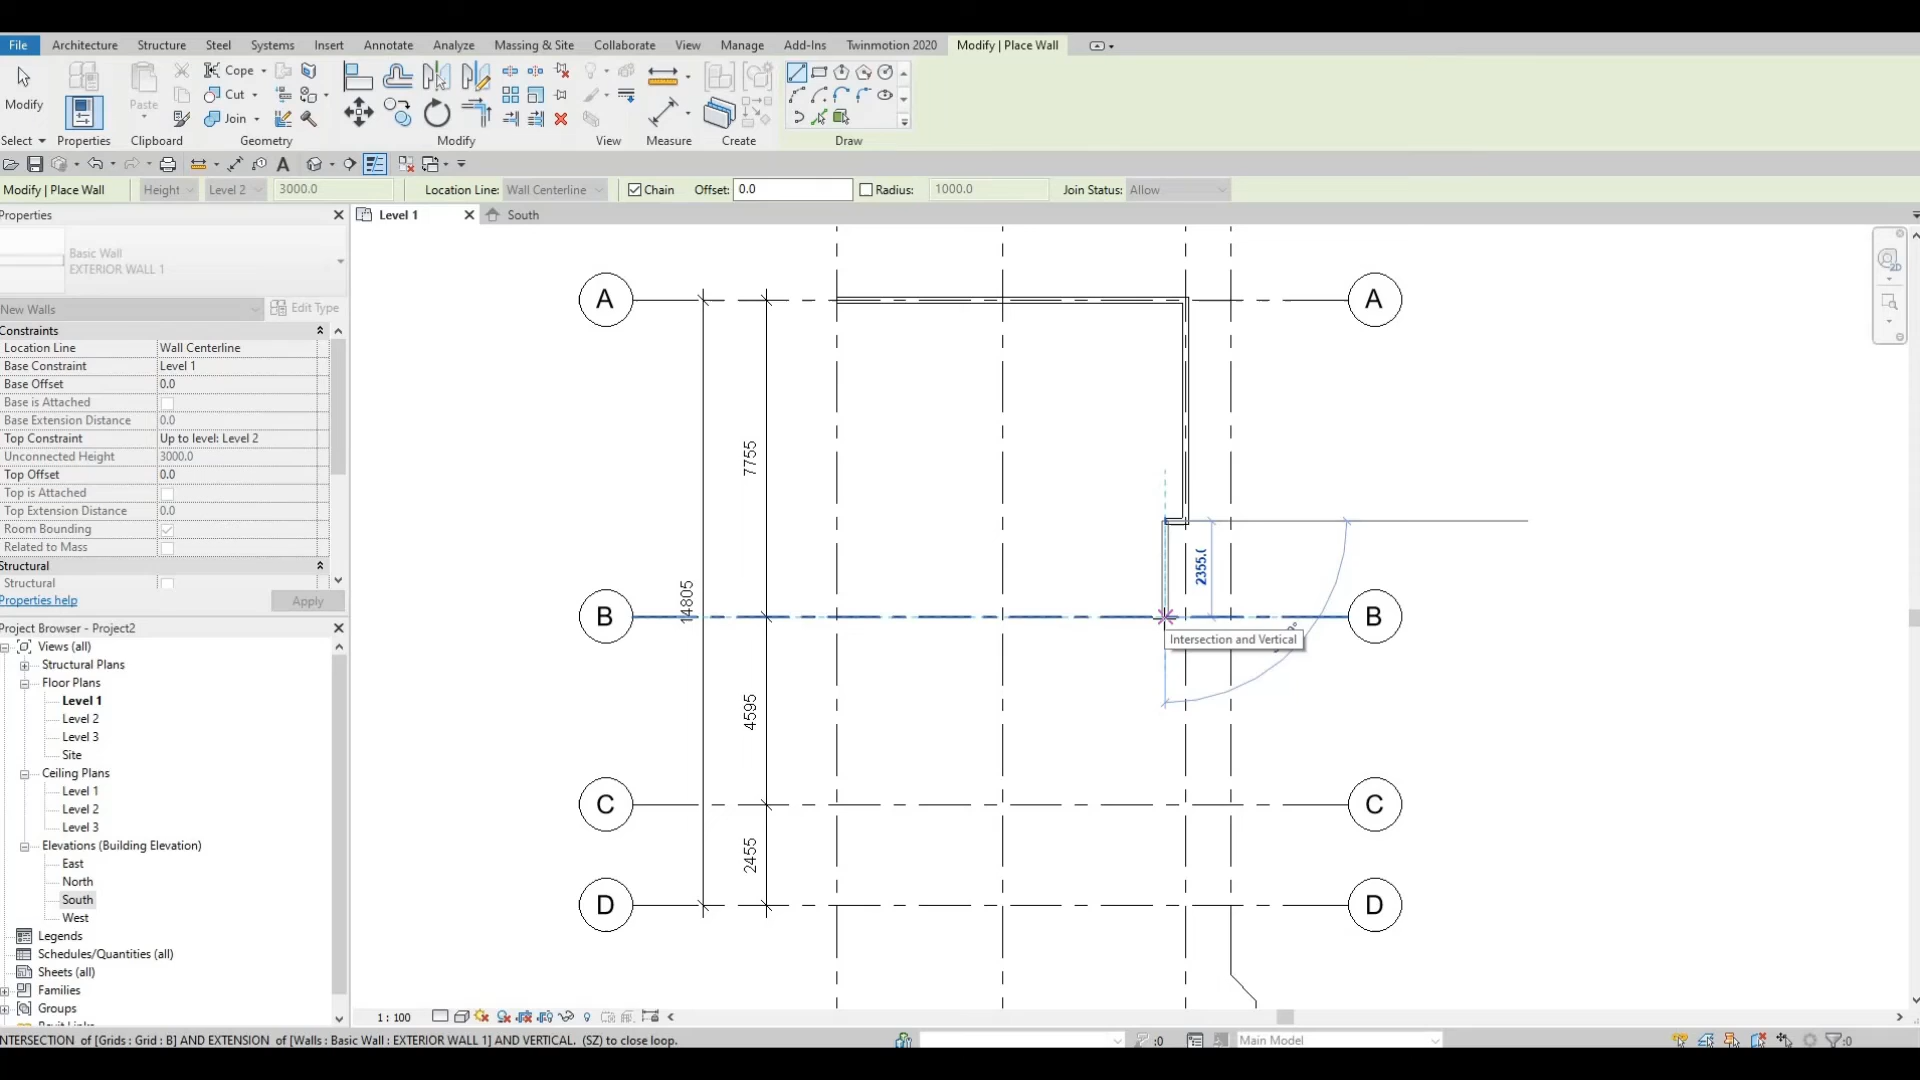 File Architecture Structure Steel Systems Insert Annotate Analyze Massing & Site Collaborate View Manage Add-Ins Twinmotion 2020 Modify | Place Wall
Modify Paste Cope
Cut
Join
Select Properties Clipboard Geometry Modify View Measure Create Draw
A
Modify | Place Wall Height Level 2 3000.0 Location Line: Wall Centerline Chain Offset: 0.0 Radius: 1000.0 Join Status: Allow
Properties
Level 1 South
Basic Wall
EXTERIOR WALL 1
New Walls Edit Type
Constraints
Location Line Wall Centerline
Base Constraint Level 1
Base Offset 0.0
Base is Attached
Base Extension Distance 0.0
Top Constraint Up to level: Level 2
Unconnected Height 3000.0
Top Offset 0.0
Top is Attached
Top Extension Distance 0.0
Room Bounding
Related to Mass
Structural
Structural
Properties help Apply
Project Browser - Project2
Views (all)
Structural Plans
Floor Plans
Level 1
Level 2
Level 3
Site
Ceiling Plans
Level 1
Level 2
Level 3
Elevations (Building Elevation)
East
North
South
West
Legends
Schedules/Quantities (all)
Sheets (all)
Families
Groups
A A
7755
2355.(
14805
B B
Intersection and Vertical
4595
C C
2455
D D
2D
1 : 100
NTERSECTION of [Grids : Grid : B] AND EXTENSION of [Walls : Basic Wall : EXTERIOR WALL 1] AND VERTICAL. (SZ) to close loop. :0 Main Model :0